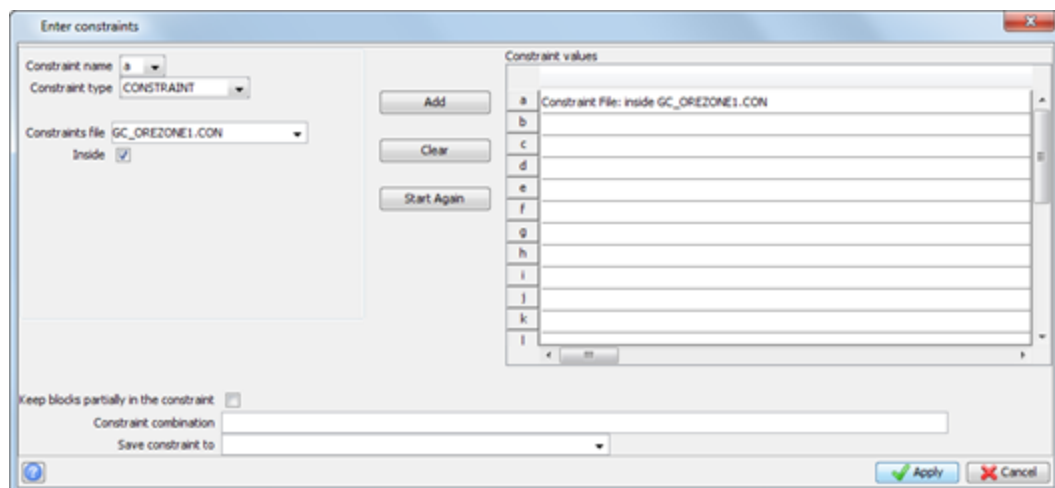 Enter constraints
Constraint name a
Constraint type CONSTRAINT
Constraints file GC_OREZONE1.CON
Inside
Add
Clear
Start Again
Constraint values
a Constraint File: inside GC_OREZONE1.CON
b
c
d
e
f
g
h
i
j
k
l
Keep blocks partially in the constraint
Constraint combination
Save constraint to
Apply
Cancel